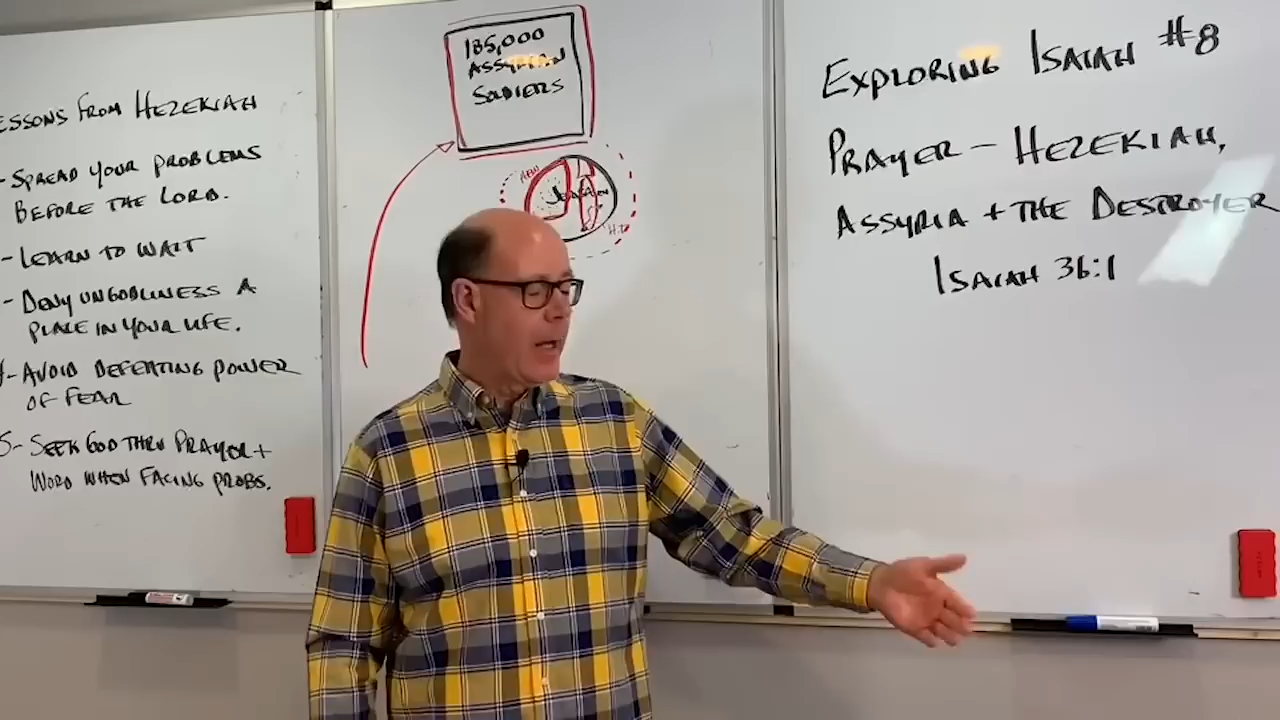 ESSONS FROM HEZEKIAH
- SPREAD YOUR PROBLEMS
BEFORE THE LORD.
- LEARN TO WAIT
- DENY UNGODLINESS A
PLACE IN YOUR LIFE.
- AVOID DEFEATING POWER
OF FEAR
5- SEEK GOD THRU PRAYER +
WORD WHEN FACING PROBS.
185,000
ASSYRIAN
SOLDIERS
NEW
EXPLORING ISAIAH #8
PRAYER - HEZEKIAH,
ASSYRIA + THE DESTROYER
ISAIAH 36:1